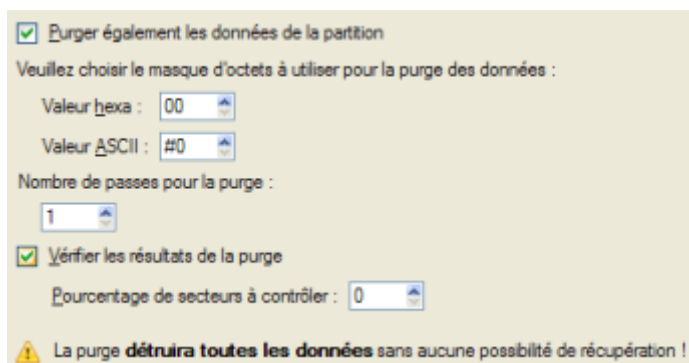 Purger également les données de la partition
Veuillez choisir le masque d'octets à utiliser pour la purge des données :
Valeur hexa : 00
Valeur ASCII : #0
Nombre de passes pour la purge :
1
Vérifier les résultats de la purge
Pourcentage de secteurs à contrôler : 0
La purge détruira toutes les données sans aucune possibilité de récupération !